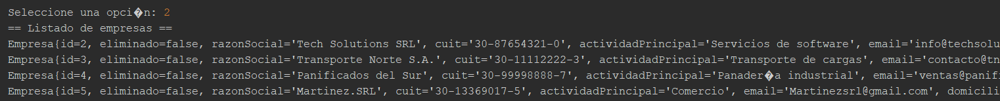 Seleccione una opci�n: 2
== Listado de empresas ==
Empresa{id=2, eliminado=false, razonSocial='Tech Solutions SRL', cuit='30-87654321-0', actividadPrincipal='Servicios de software', email='info@techsolu
Empresa{id=3, eliminado=false, razonSocial='Transporte Norte S.A.', cuit='30-11112222-3', actividadPrincipal='Transporte de cargas', email='contacto@tn
Empresa{id=4, eliminado=false, razonSocial='Panificados del Sur', cuit='30-99998888-7', actividadPrincipal='Panader�a industrial', email='ventas@panifi
Empresa{id=5, eliminado=false, razonSocial='Martinez.SRL', cuit='30-13369017-5', actividadPrincipal='Comercio', email='Martinezsrl@gmail.com', domicili